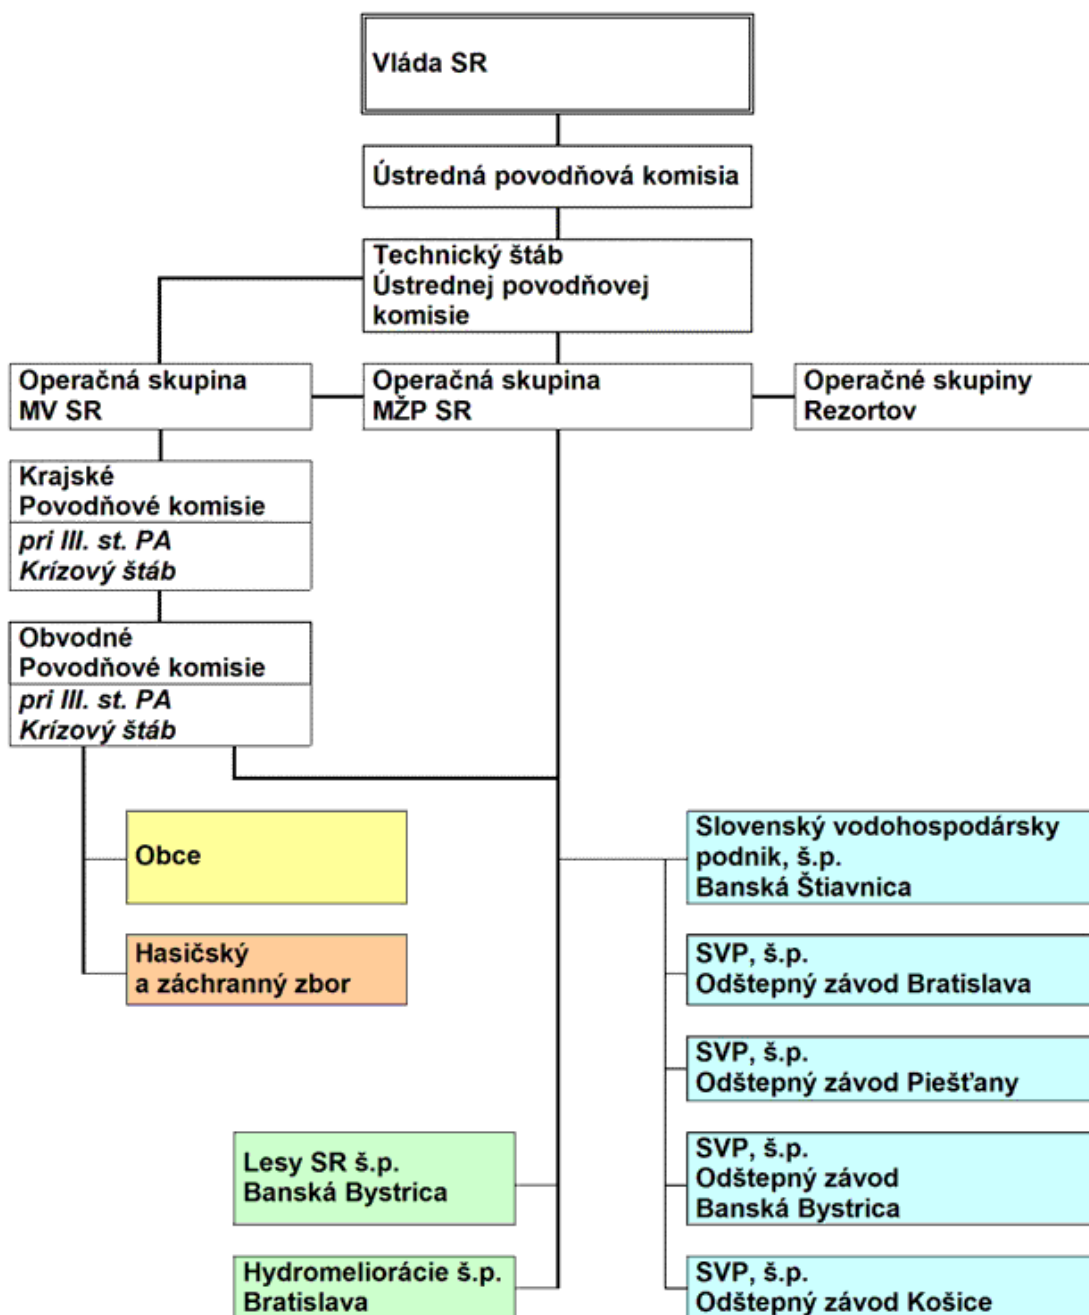 Vláda SR
Ústredná povodňová komisia
Technický štáb
Ústrednej povodňovej
komisie
Operačná skupina
MV SR
Operačná skupina
MŽP SR
Operačné skupiny
Rezortov
Krajské
Povodňové komisie
pri III. st. PA
Krízový štáb
Obvodné
Povodňové komisie
pri III. st. PA
Krízový štáb
Obce
Hasičský
a záchranný zbor
Slovenský vodohospodársky
podnik, š.p.
Banská Štiavnica
SVP, š.p.
Odštepný závod Bratislava
SVP, š.p.
Odštepný závod Piešťany
Lesy SR š.p.
Banská Bystrica
SVP, š.p.
Odštepný závod
Banská Bystrica
Hydromeliorácie š.p.
Bratislava
SVP, š.p.
Odštepný závod Košice